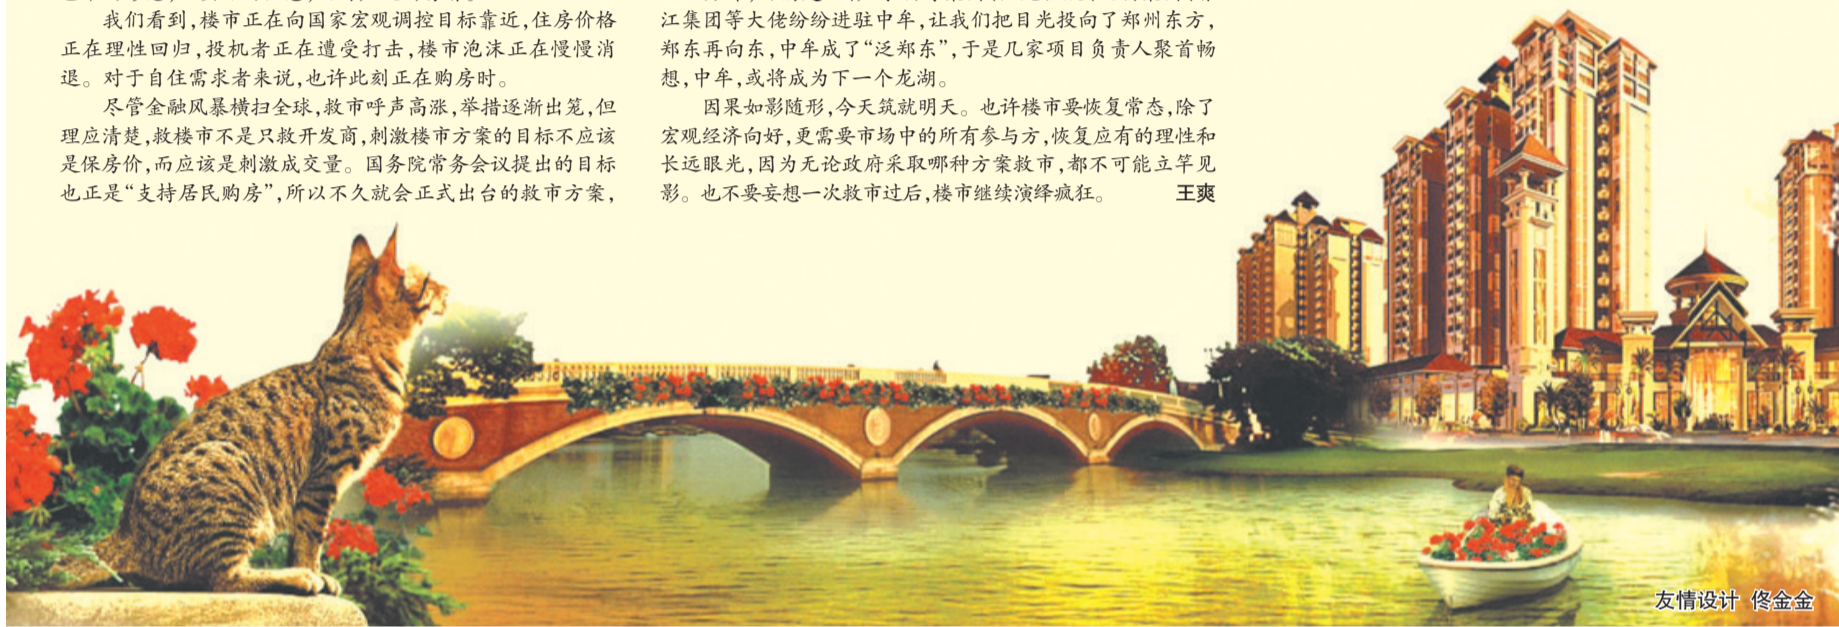 我们看到,楼市正在向国家宏观调控目标靠近,住房价格
正在理性回归,投机者正在遭受打击,楼市泡沫正在慢慢消
退。对于自住需求者来说,也许此刻正在购房时。
尽管金融风暴横扫全球,救市呼声高涨,举措逐渐出笼,但
理应清楚,救楼市不是只救开发商,刺激楼市方案的目标不应该
是保房价,而应该是刺激成交量。国务院常务会议提出的目标
也正是“支持居民购房”,所以不久就会正式出台的救市方案,
江集团等大佬纷纷进驻中牟,让我们把目光投向了郑州东方,
郑东再向东,中牟成了“泛郑东”,于是几家项目负责人聚首畅
想,中牟,或将成为下一个龙湖。
因果如影随形,今天筑就明天。也许楼市要恢复常态,除了
宏观经济向好,更需要市场中的所有参与方,恢复应有的理性和
长远眼光,因为无论政府采取哪种方案救市,都不可能立竿见
影。也不要妄想一次救市过后,楼市继续演绎疯狂。 王爽
友情设计 佟金金